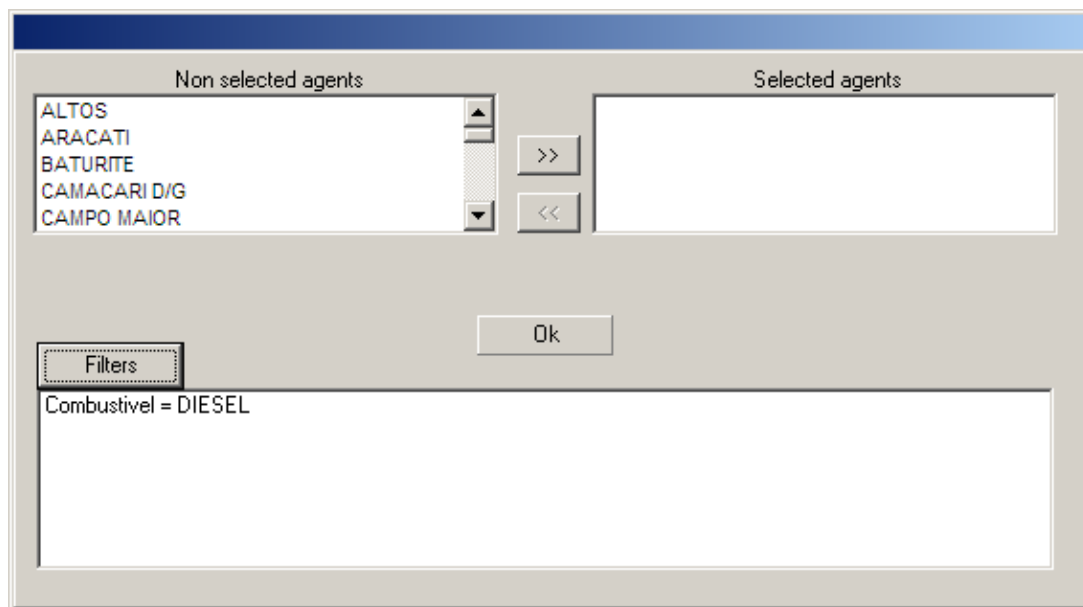 Non selected agents
Selected agents
ALTOS
ARACATI
BATURITE
CAMACARI D/G
CAMPO MAIOR
>>
<<
Ok
Filters
Combustivel = DIESEL